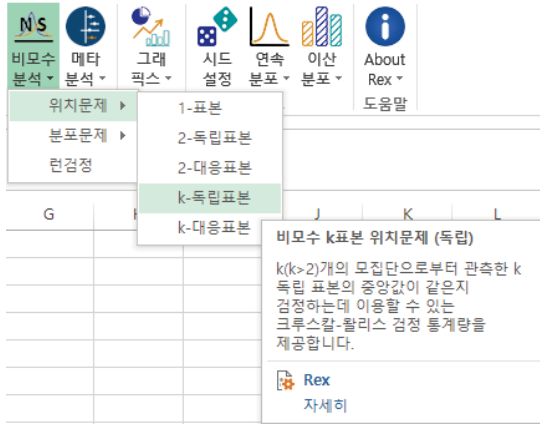 NS
비모수 메타 그래 시드 연속 이산 About
분석 분석 픽스 설정 분포 분포 Rex
도움말
위치문제
분포문제
런검정
1-표본
2-독립표본
2-대응표본
k-독립표본
k-대응표본
G J K L
비모수 k표본 위치문제 (독립)
k(k>2)개의 모집단으로부터 관측한 k
독립 표본의 중앙값이 같은지
검정하는데 이용할 수 있는
크루스칼-왈리스 검정 통계량을
제공합니다.
Rex
자세히